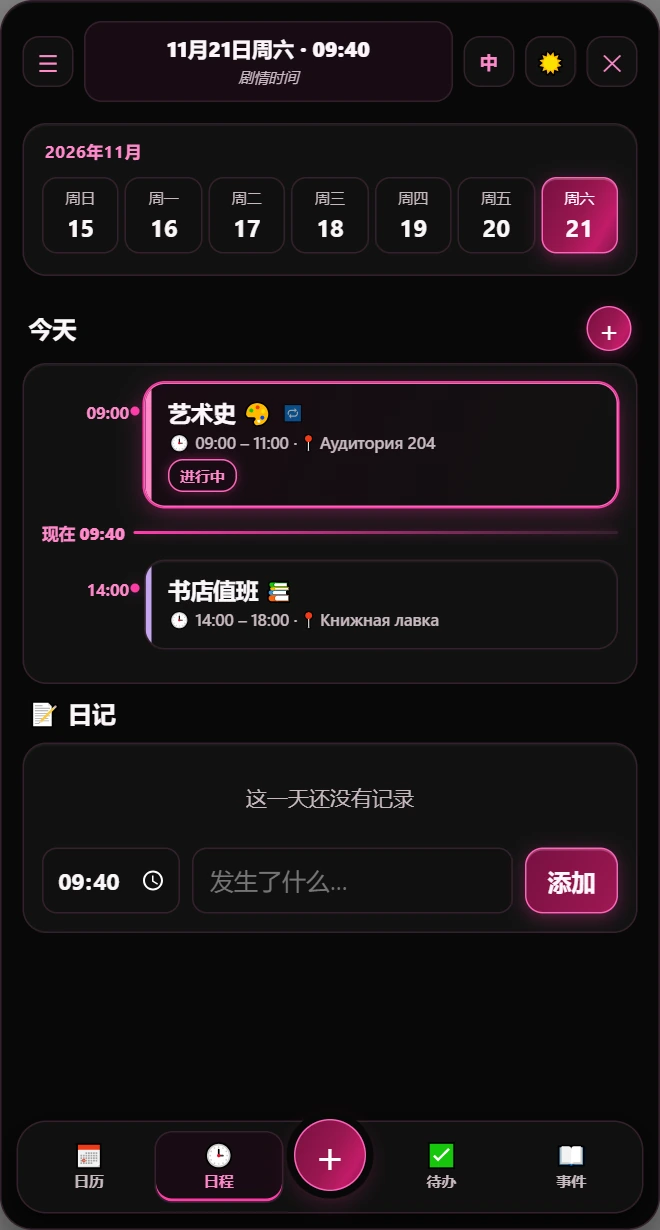 11月21日周六 · 09:40
剧情时间
中
2026年11月
周日 周一 周二 周三 周四 周五 周六
15 16 17 18 19 20 21
今天
+
09:00
艺术史
09:00 – 11:00 · Аудитория 204
进行中
现在 09:40
14:00
书店值班
14:00 – 18:00 · Книжная лавка
日记
这一天还没有记录
09:40 发生了什么... 添加
+
日历 日程 待办 事件